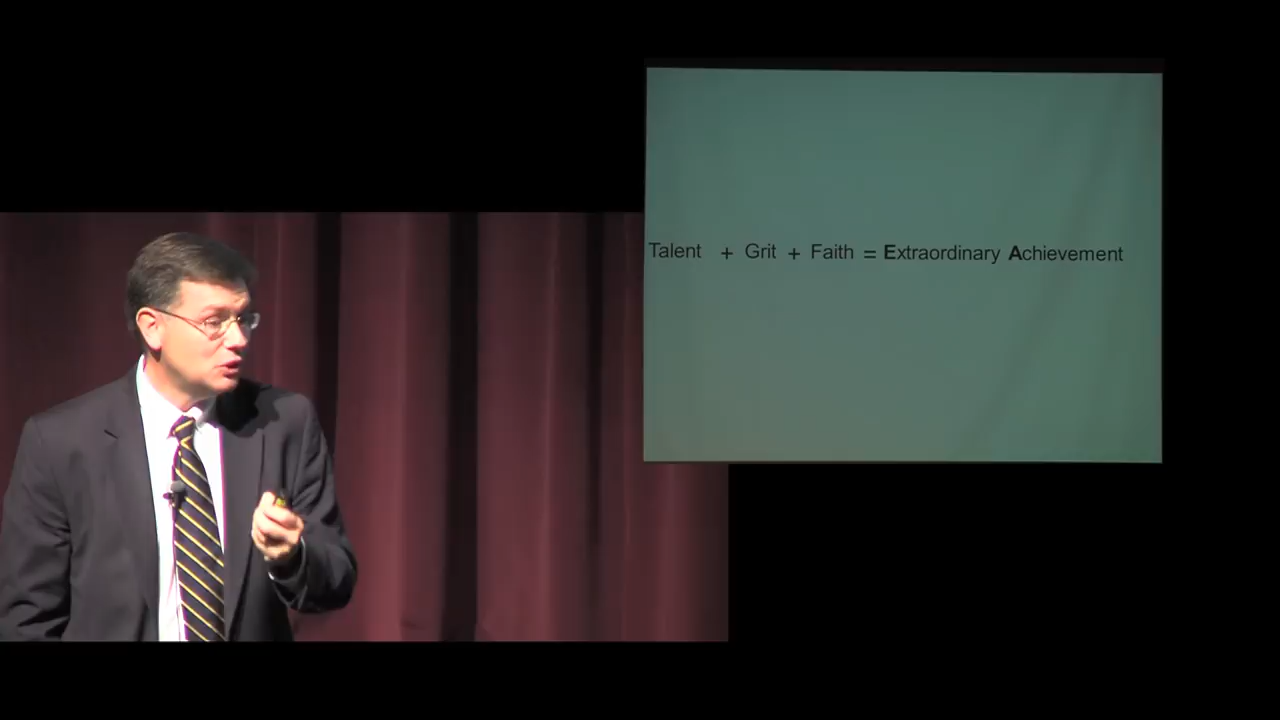 Talent + Grit + Faith = Extraordinary Achievement